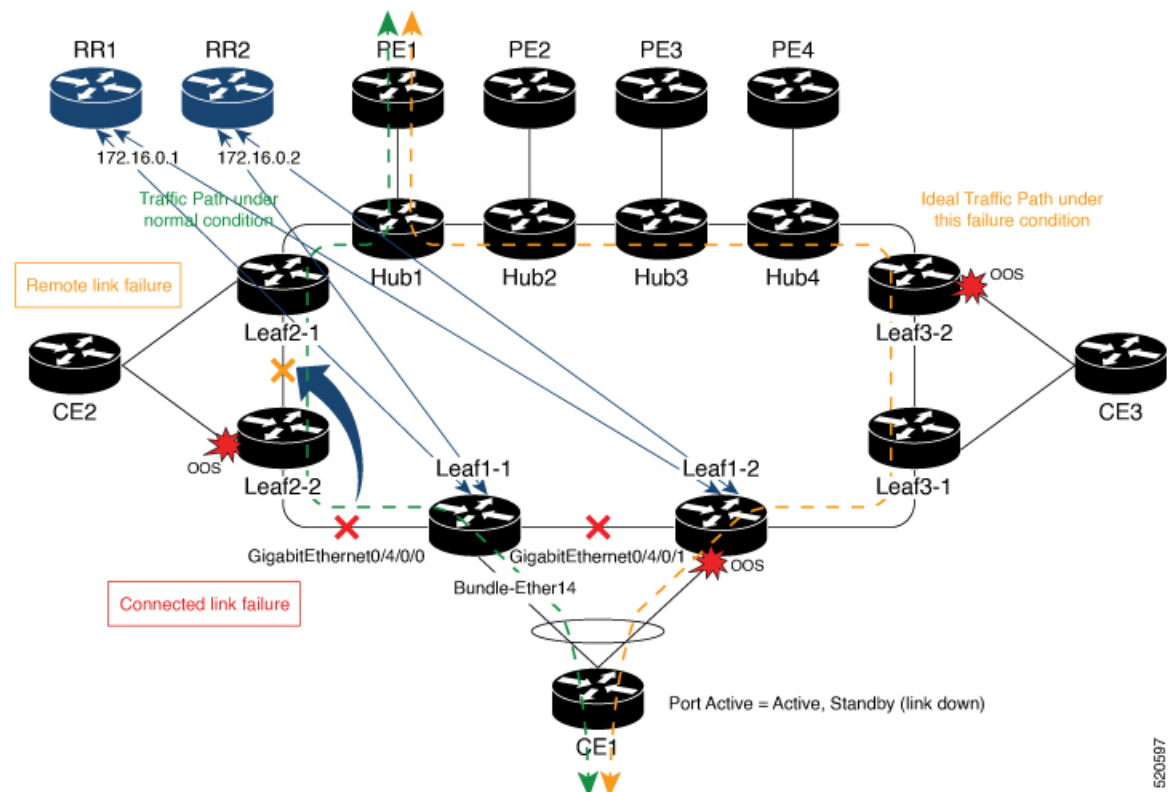 RR1
RR2
PE1
PE2
PE3
PE4
172.16.0.1
172.16.0.2
Traffic Path under
normal condition
Ideal Traffic Path under
this failure condition
Hub1
Hub2
Hub3
Hub4
Remote link failure
OOS
Leaf2-1
Leaf3-2
CE2
CE3
OOS
Leaf2-2
Leaf1-1
Leaf1-2
Leaf3-1
GigabitEthernet0/4/0/0
GigabitEthernet0/4/0/1
OOS
Bundle-Ether14
Connected link failure
Port Active = Active, Standby (link down)
CE1
520597